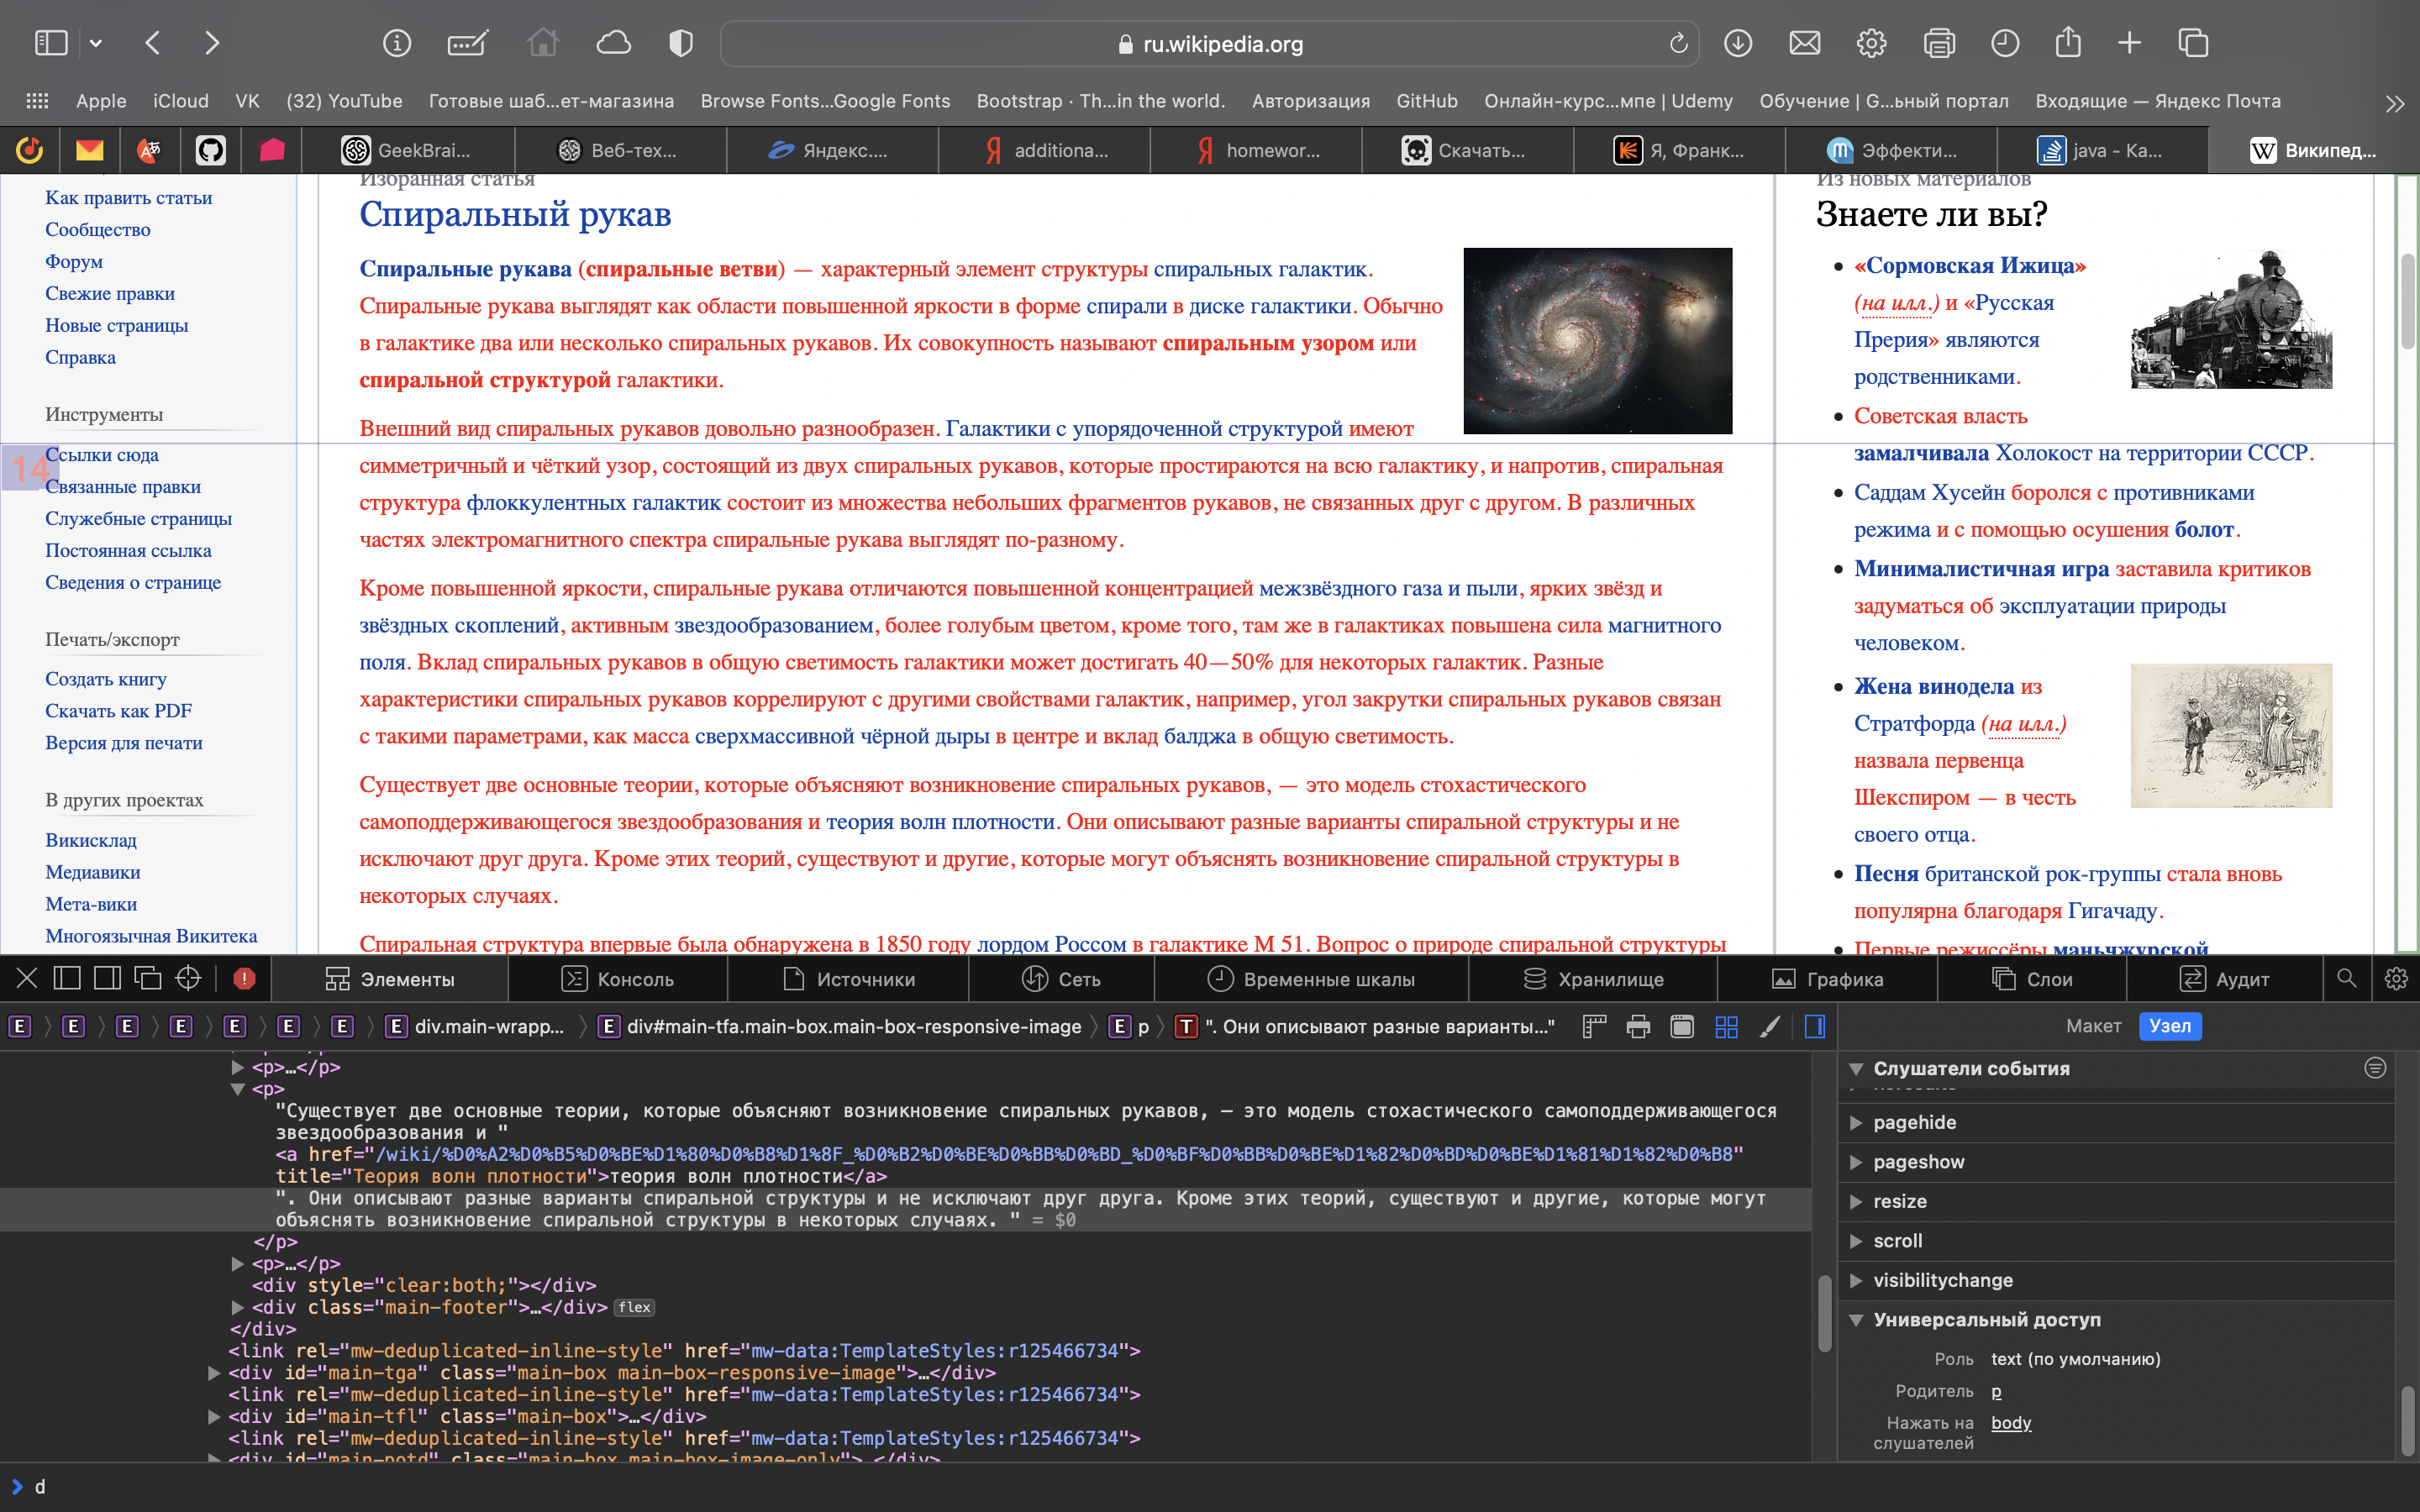 ru.wikipedia.org
Apple iCloud VK (32) YouTube Готовые шаб...ет-магазина Browse Fonts...Google Fonts Bootstrap · Th...in the world. Авторизация GitHub Онлайн-курс...мпе | Udemy Обучение | G...ьный портал Входящие — Яндекс Почта
GeekBrai... Веб-тех... Яндекс.... additiona... homewor... Скачать... Я, Франк... Эффекти... java - Ка... Википед...
Как править статьи
Сообщество
Форум
Свежие правки
Новые страницы
Справка
Инструменты
14
Ссылки сюда
Связанные правки
Служебные страницы
Постоянная ссылка
Сведения о странице
Печать/экспорт
Создать книгу
Скачать как PDF
Версия для печати
В других проектах
Викисклад
Медиавики
Мета-вики
Многоязычная Викитека
Избранная статья
Спиральный рукав
Спиральные рукава (спиральные ветви) — характерный элемент структуры спиральных галактик.
Спиральные рукава выглядят как области повышенной яркости в форме спирали в диске галактики. Обычно
в галактике два или несколько спиральных рукавов. Их совокупность называют спиральным узором или
спиральной структурой галактики.
Внешний вид спиральных рукавов довольно разнообразен. Галактики с упорядоченной структурой имеют
симметричный и чёткий узор, состоящий из двух спиральных рукавов, которые простираются на всю галактику, и напротив, спиральная
структура флоккулентных галактик состоит из множества небольших фрагментов рукавов, не связанных друг с другом. В различных
частях электромагнитного спектра спиральные рукава выглядят по-разному.
Кроме повышенной яркости, спиральные рукава отличаются повышенной концентрацией межзвёздного газа и пыли, ярких звёзд и
звёздных скоплений, активным звездообразованием, более голубым цветом, кроме того, там же в галактиках повышена сила магнитного
поля. Вклад спиральных рукавов в общую светимость галактики может достигать 40—50% для некоторых галактик. Разные
характеристики спиральных рукавов коррелируют с другими свойствами галактик, например, угол закрутки спиральных рукавов связан
с такими параметрами, как масса сверхмассивной чёрной дыры в центре и вклад балджа в общую светимость.
Существует две основные теории, которые объясняют возникновение спиральных рукавов, — это модель стохастического
самоподдерживающегося звездообразования и теория волн плотности. Они описывают разные варианты спиральной структуры и не
исключают друг друга. Кроме этих теорий, существуют и другие, которые могут объяснять возникновение спиральной структуры в
некоторых случаях.
Спиральная структура впервые была обнаружена в 1850 году лордом Россом в галактике M 51. Вопрос о природе спиральной структуры
Из новых материалов
Знаете ли вы?
«Сормовская Ижица»
(на илл.) и «Русская
Прерия» являются
родственниками.
Советская власть
замалчивала Холокост на территории СССР.
Саддам Хусейн боролся с противниками
режима и с помощью осушения болот.
Минималистичная игра заставила критиков
задуматься об эксплуатации природы
человеком.
Жена винодела из
Стратфорда (на илл.)
назвала первенца
Шекспиром — в честь
своего отца.
Песня британской рок-группы стала вновь
популярна благодаря Гигачаду.
Первые режиссёры маньчжурской
Элементы Консоль Источники Сеть Временные шкалы Хранилище Графика Слои Аудит
E E E E E E E E div.main-wrapp... E div#main-tfa.main-box.main-box-responsive-image E p T ". Они описывают разные варианты..."
Макет Узел
<p>…</p>
<p>
"Существует две основные теории, которые объясняют возникновение спиральных рукавов, — это модель стохастического самоподдерживающегося
звездообразования и "
<a href="/wiki/%D0%A2%D0%B5%D0%BE%D1%80%D0%B8%D1%8F_%D0%B2%D0%BE%D0%BB%D0%BD_%D0%BF%D0%BB%D0%BE%D1%82%D0%BD%D0%BE%D1%81%D1%82%D0%B8"
title="Теория волн плотности">теория волн плотности</a>
". Они описывают разные варианты спиральной структуры и не исключают друг друга. Кроме этих теорий, существуют и другие, которые могут
объяснять возникновение спиральной структуры в некоторых случаях. " = $0
</p>
<p>…</p>
<div style="clear:both;"></div>
<div class="main-footer">…</div> flex
</div>
<link rel="mw-deduplicated-inline-style" href="mw-data:TemplateStyles:r125466734">
<div id="main-tga" class="main-box main-box-responsive-image">…</div>
<link rel="mw-deduplicated-inline-style" href="mw-data:TemplateStyles:r125466734">
<div id="main-tfl" class="main-box">…</div>
<link rel="mw-deduplicated-inline-style" href="mw-data:TemplateStyles:r125466734">
<div id="main-potd" class="main-box main-box-image-only">…</div>
Слушатели события
pagehide
pageshow
resize
scroll
visibilitychange
Универсальный доступ
Роль text (по умолчанию)
Родитель p
Нажать на body
слушателей
d